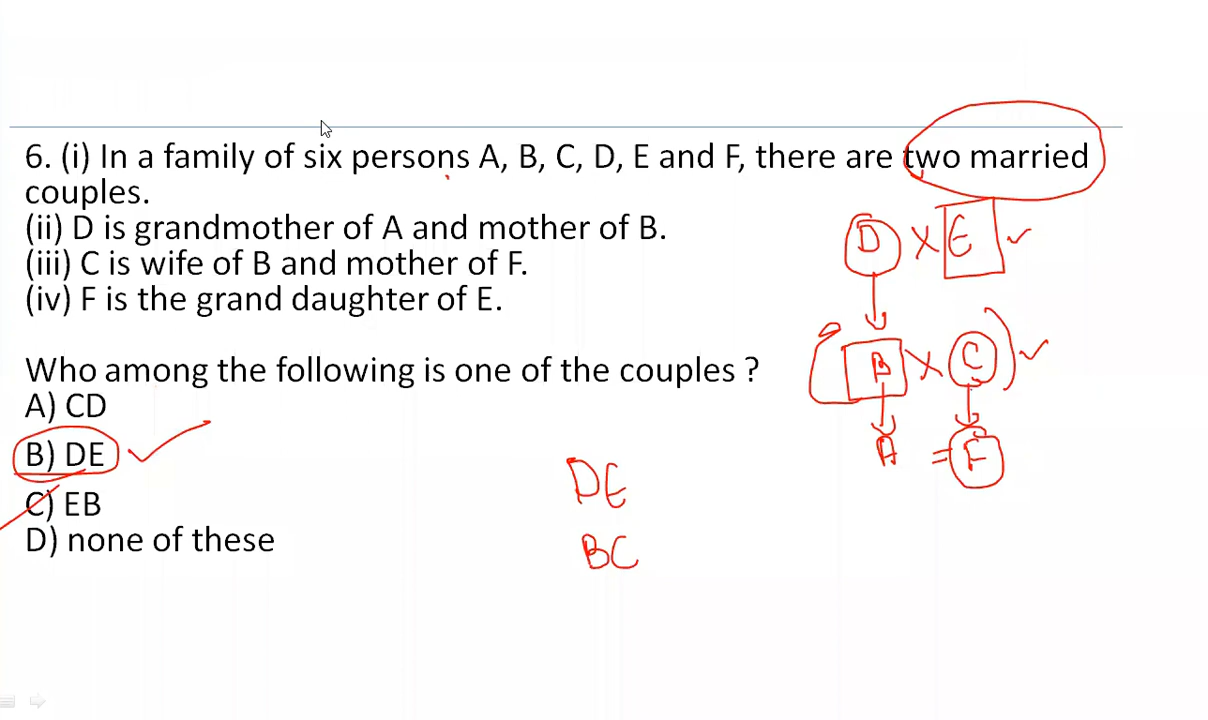 6. (i) In a family of six persons A, B, C, D, E and F, there are two married
couples.
(ii) D is grandmother of A and mother of B.
(iii) C is wife of B and mother of F.
(iv) F is the grand daughter of E.
D X E
B X C
A = F
Who among the following is one of the couples ?
A) CD
B) DE
C) EB
D) none of these
DE
BC